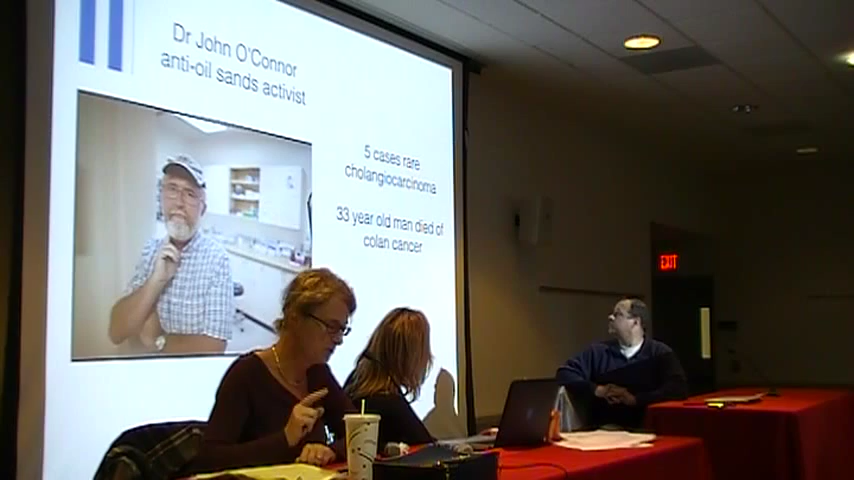 Dr John O'Connor
anti-oil sands activist
5 cases rare
cholangiocarcinoma
33 year old man died of
colan cancer
EXIT